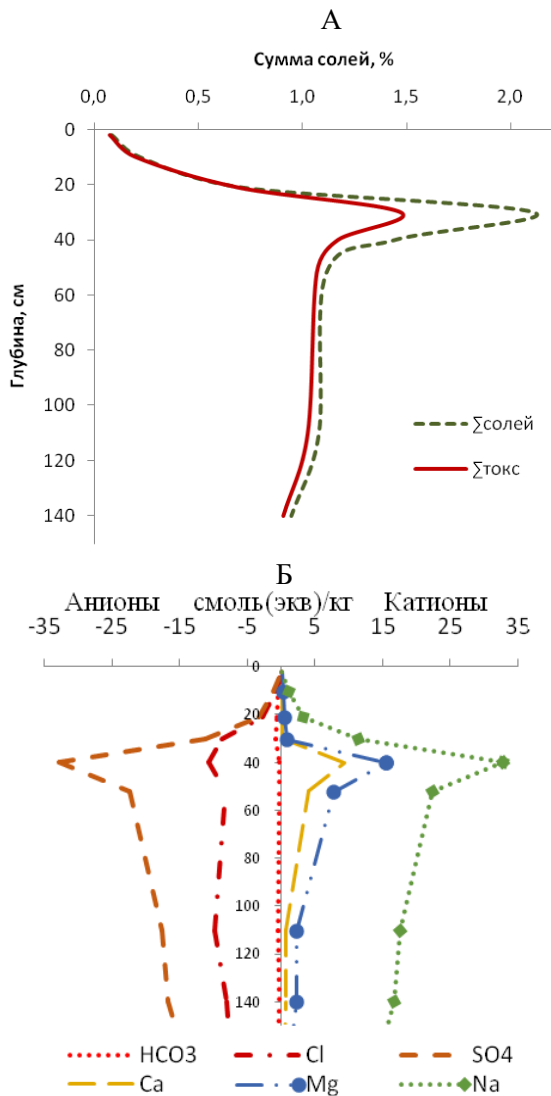 А
Сумма солей, %
0,0 0,5 1,0 1,5 2,0
0
20
40
60
80
100
120
140
Глубина, см
∑солей
∑токс
Б
Анионы смоль(экв)/кг Катионы
-35 -25 -15 -5 5 15 25 35
0
20
40
60
80
100
120
140
HCO3 Cl SO4
Ca Mg Na